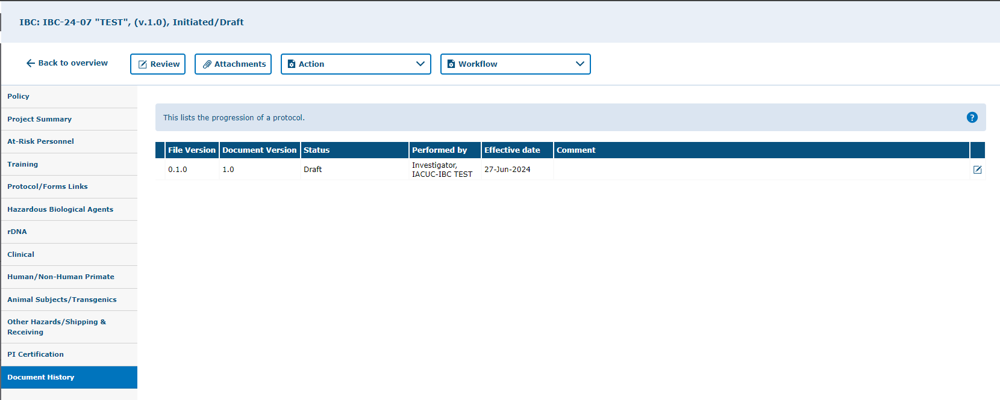 IBC: IBC-24-07 "TEST", (v.1.0), Initiated/Draft
Back to overview
Review
Attachments
Action
Workflow
Policy
Project Summary
At-Risk Personnel
Training
Protocol/Forms Links
Hazardous Biological Agents
rDNA
Clinical
Human/Non-Human Primate
Animal Subjects/Transgenics
Other Hazards/Shipping &
Receiving
PI Certification
Document History
This lists the progression of a protocol.
?
File Version Document Version Status Performed by Effective date Comment
0.1.0 1.0 Draft Investigator, 27-Jun-2024
IACUC-IBC TEST